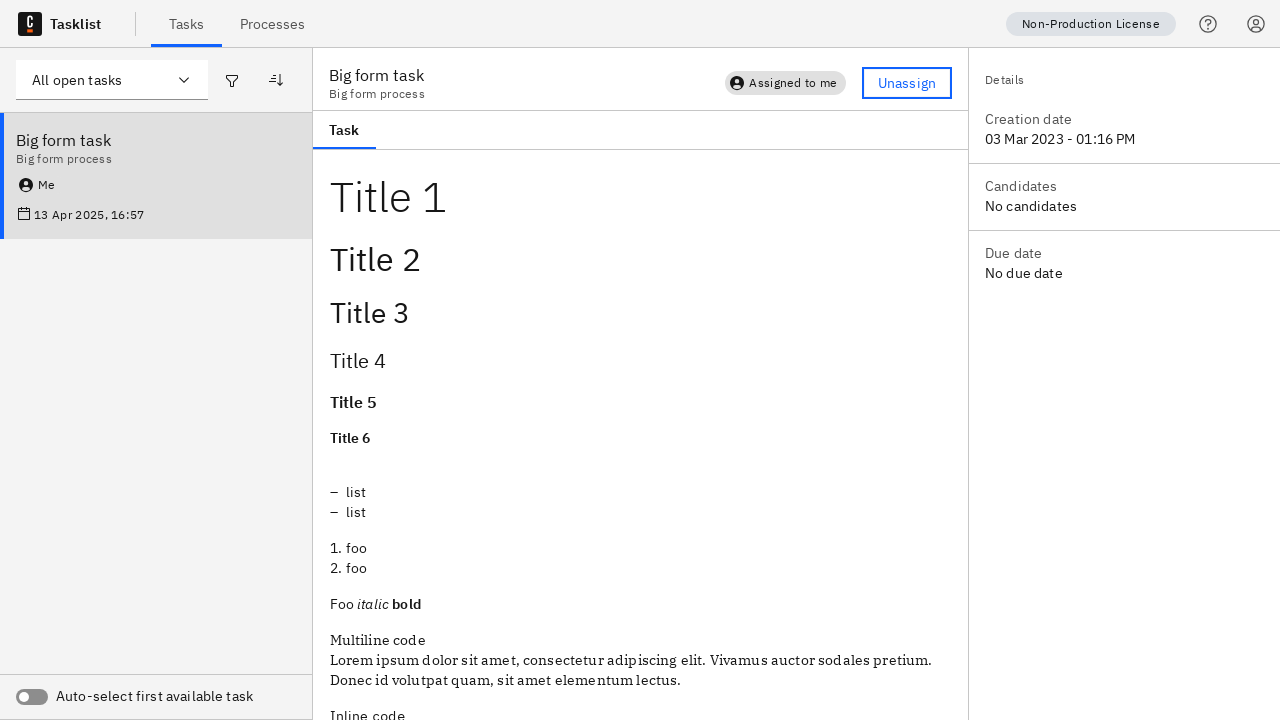 Tasklist
Tasks
Processes
Non-Production License
All open tasks
Big form task
Big form process
Me
13 Apr 2025, 16:57
Auto-select first available task
Big form task
Big form process
Assigned to me
Unassign
Task
Title 1
Title 2
Title 3
Title 4
Title 5
Title 6
– list
– list
1. foo
2. foo
Foo italic bold
Multiline code
Lorem ipsum dolor sit amet, consectetur adipiscing elit. Vivamus auctor sodales pretium.
Donec id volutpat quam, sit amet elementum lectus.
Inline code
Details
Creation date
03 Mar 2023 - 01:16 PM
Candidates
No candidates
Due date
No due date